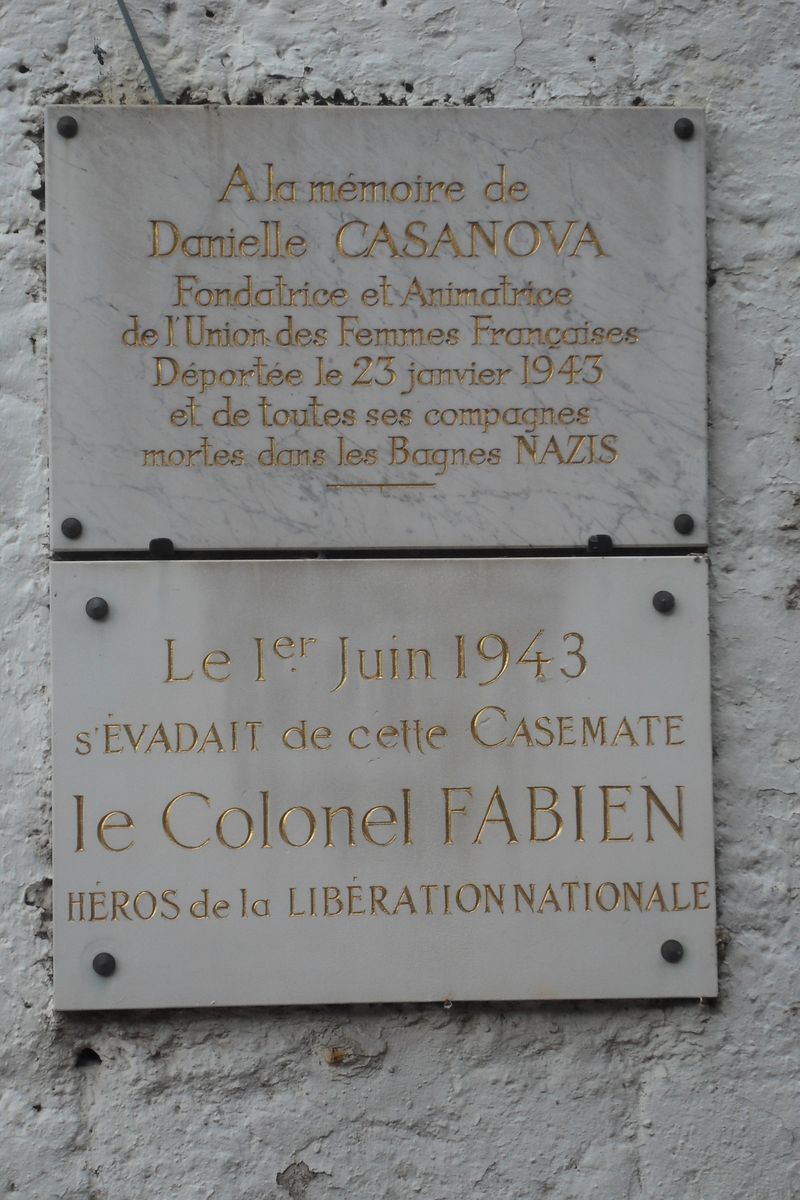 A la mémoire de
Danielle CASANOVA
Fondatrice et Animatrice
de l'Union des Femmes Françaises
Déportée le 23 janvier 1943
et de toutes ses compagnes
mortes dans les Bagnes NAZIS
Le 1er Juin 1943
s'ÉVADAIT de cette CASEMATE
le Colonel FABIEN
HÉROS de la LIBÉRATION NATIONALE